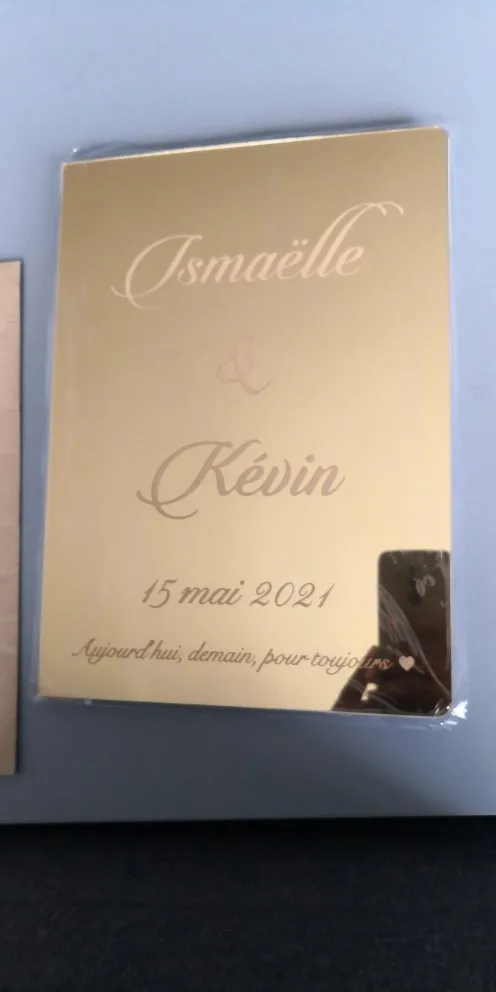 Ismaëlle
&
Kévin
15 mai 2021
Aujourd'hui, demain, pour toujours ♥